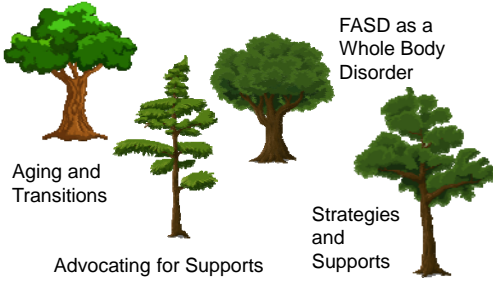 FASD as a
Whole Body
Disorder
Aging and
Transitions
Strategies
and
Supports
Advocating for Supports